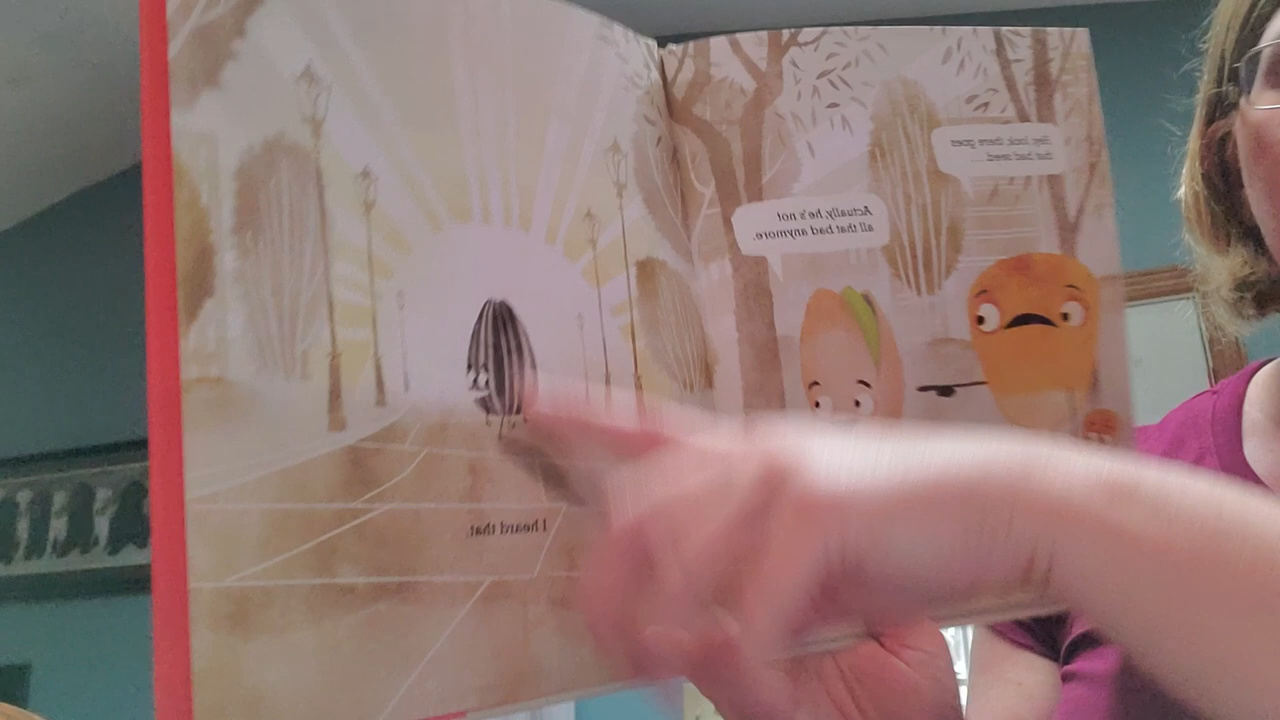 Hey, look, there goes
that bad seed . . .
Actually, he's not
all that bad anymore.
I heard that.